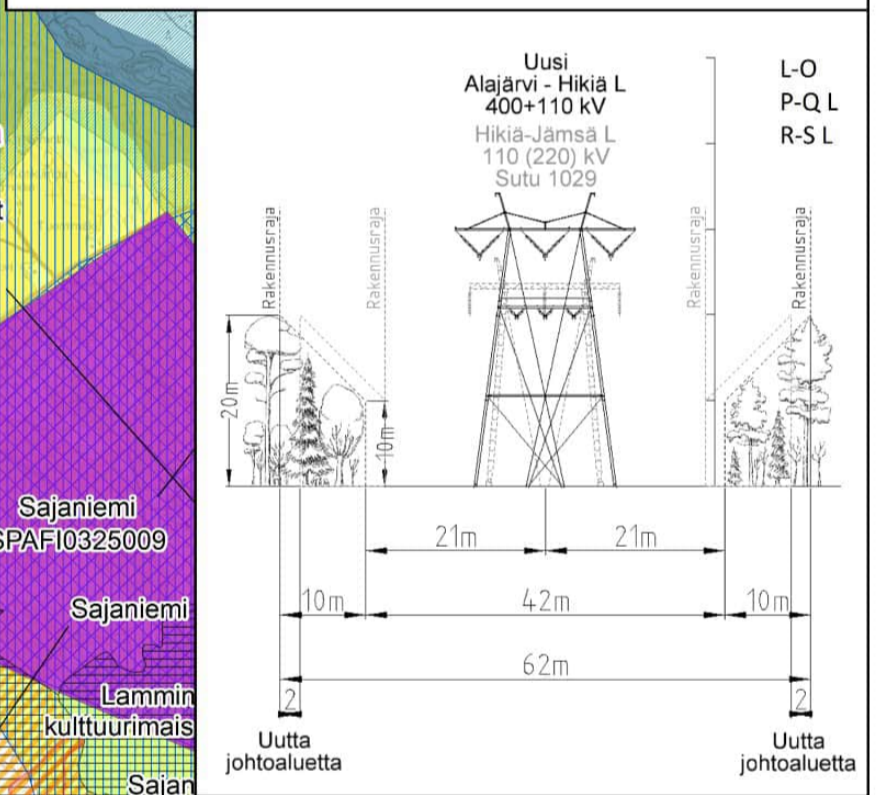 Uusi
Alajärvi - Hikiä L
400+110 kV
Hikiä-Jämsä L
110 (220) kV
Sutu 1029
L-O
P-Q L
R-S L
Rakennusraja
Rakennusraja
Rakennusraja
Rakennusraja
20m
10m
21m
21m
10m
42m
10m
62m
2
2
Uutta
johtoaluetta
Uutta
johtoaluetta
Sajaniemi
SPAFI0325009
Sajaniemi
Lammin
kulttuurimais
Sajan